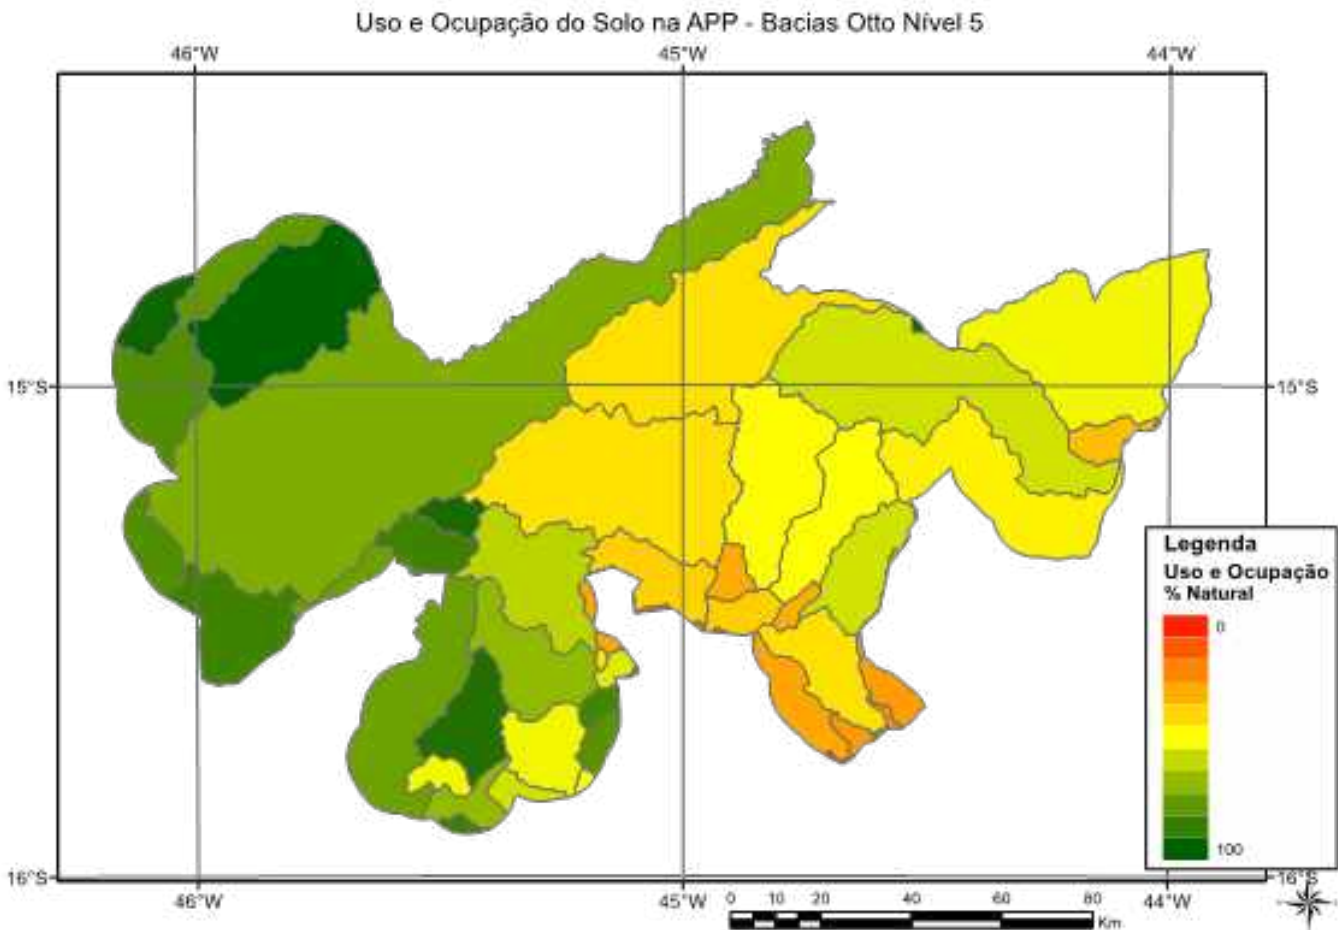 Uso e Ocupação do Solo na APP - Bacias Otto Nível 5
46°W 45°W 44°W
15°S 15°S
Legenda
Uso e Ocupação
% Natural
0
100
16°S 16°S
46°W 45°W 44°W
0 10 20 40 60 80
Km